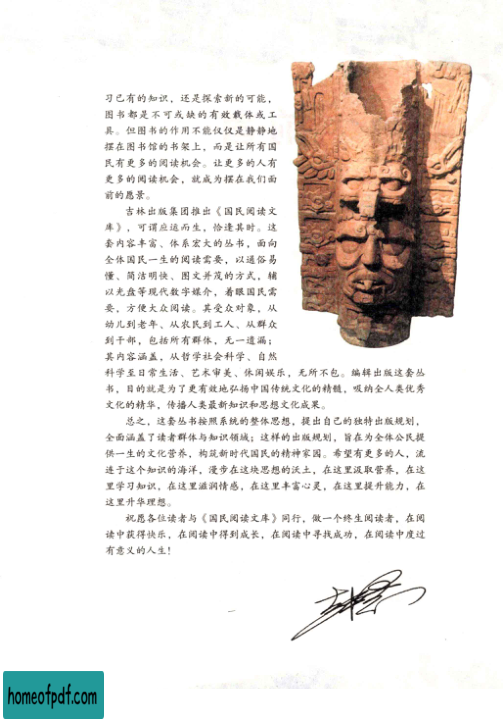 习已有的知识，还是探索新的可能，
图书都是不可或缺的有效载体或工
具。但图书的作用不能仅仅是静静地
摆在图书馆的书架上，而是让所有国
民有更多的阅读机会。让更多的人有
更多的阅读机会，就成为摆在我们面
前的愿景。
吉林出版集团推出《国民阅读文
库》，可谓应运而生，恰逢其时。这
套内容丰富、体系宏大的丛书，面向
全体国民一生的阅读需要，以通俗易
懂、简洁明快、图文并茂的方式，辅
以光盘等现代数字媒介，着眼国民需
要，方便大众阅读。其受众对象，从
幼儿到老年、从农民到工人、从群众
到干部，包括所有群体，无一遗漏；
其内容涵盖，从哲学社会科学、自然
科学至日常生活、艺术审美、休闲娱乐，无所不包。编辑出版这套丛
书，目的就是为了更有效地弘扬中国传统文化的精髓，吸纳全人类优秀
文化的精华，传播人类最新知识和思想文化成果。
总之，这套丛书按照系统的整体思想，提出自己的独特出版规划，
全面涵盖了读者群体与知识领域；这样的出版规划，旨在为全体公民提
供一生的文化营养，构筑新时代国民的精神家园。希望有更多的人，流
连于这个知识的海洋，漫步在这块思想的沃土，在这里汲取营养，在这
里学习知识，在这里滋润情感，在这里丰富心灵，在这里提升能力，在
这里升华理想。
祝愿各位读者与《国民阅读文库》同行，做一个终生阅读者，在阅
读中获得快乐，在阅读中得到成长，在阅读中寻找成功，在阅读中度过
有意义的人生！
homeofpdf.com